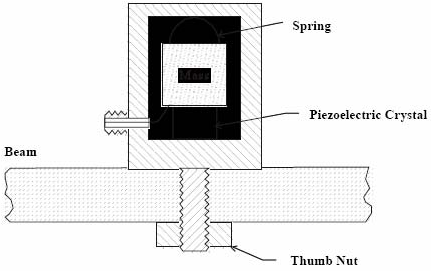 Spring
Mass
Piezoelectric Crystal
Beam
Thumb Nut